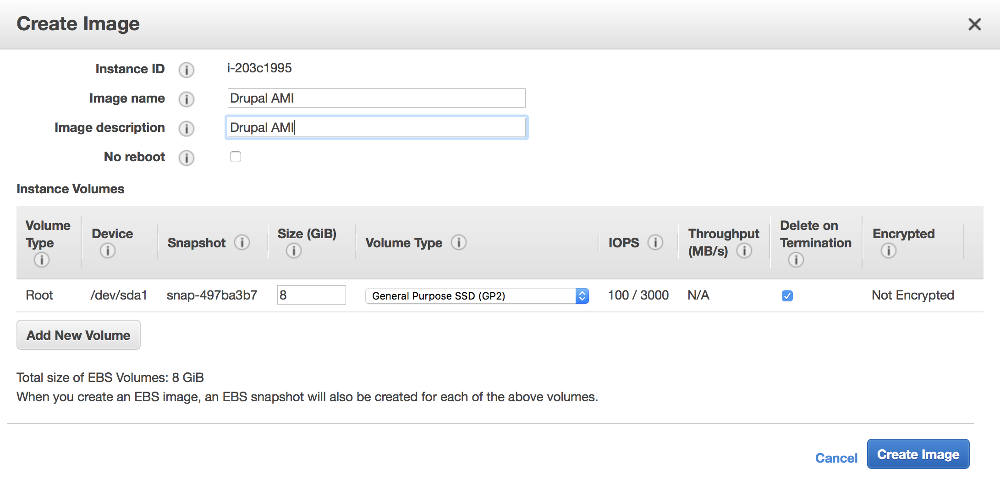 Create Image
Instance ID i-203c1995
Image name Drupal AMI
Image description Drupal AMI
No reboot
Instance Volumes
Volume Type Device Snapshot Size (GiB) Volume Type IOPS Throughput (MB/s) Delete on Termination Encrypted
Root /dev/sda1 snap-497ba3b7 8 General Purpose SSD (GP2) 100 / 3000 N/A Not Encrypted
Add New Volume
Total size of EBS Volumes: 8 GiB
When you create an EBS image, an EBS snapshot will also be created for each of the above volumes.
Cancel Create Image